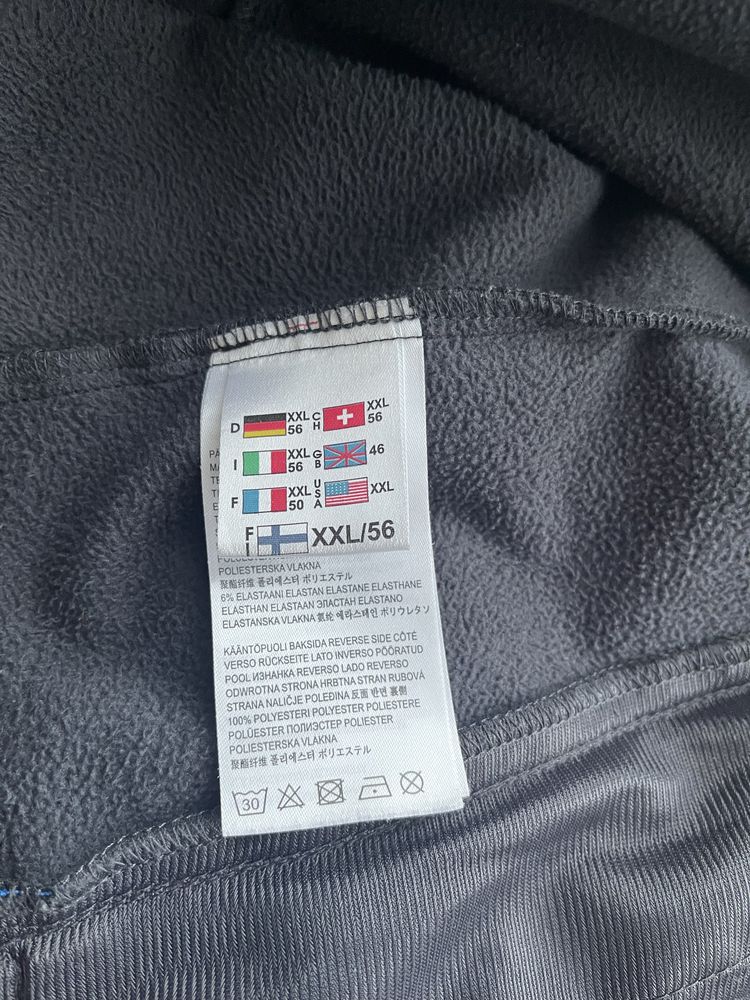 D XXL 56 CH XXL 56
I XXL 56 GB 46
F XXL 50 USA XXL
FI XXL/56
POLIESTERSKA VLAKNA
聚酯纤维 폴리에스터 ポリエステル
6% ELASTAANI ELASTAN ELASTANE ELASTHANE
ELASTHAN ELASTAAN ЭЛАСТАН ELASTANO
ELASTANSKA VLAKNA 氨纶 에라스테인 ポリウレタン
KÄÄNTÖPUOLI BAKSIDA REVERSE SIDE CÔTÉ
VERSO RÜCKSEITE LATO INVERSO PÖÖRATUD
POOL ИЗНАНКА REVERSO LADO REVERSO
ODWROTNA STRONA HRBTNA STRAN RUBOVÁ
STRANA NALIČJE POLEĐINA 反面 반면 裏側
100% POLYESTERI POLYESTER POLIESTERE
POLÜESTER ПОЛИЭСТЕР POLIESTER
POLIESTERSKA VLAKNA
聚酯纤维 폴리에스터 ポリエステル
30